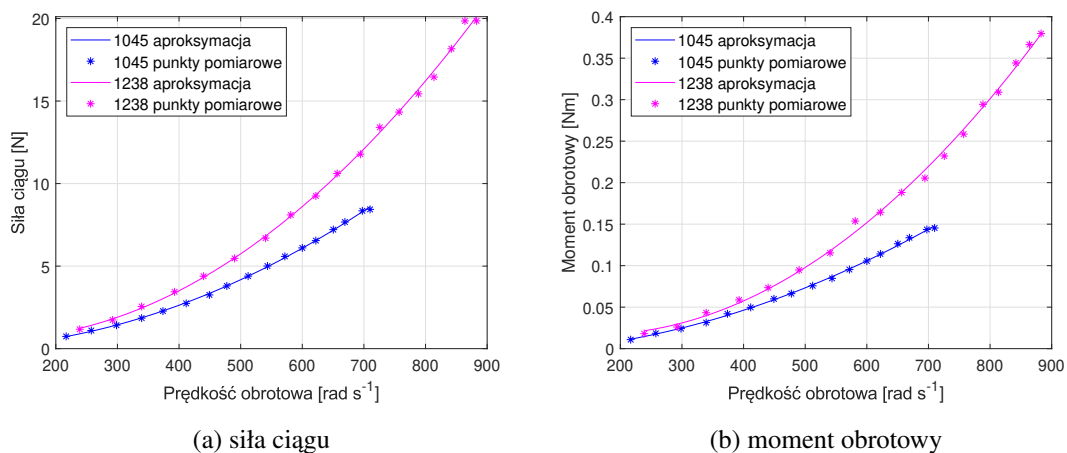 20
15
10
5
0
Siła ciągu [N]
1045 aproksymacja
1045 punkty pomiarowe
1238 aproksymacja
1238 punkty pomiarowe
200 300 400 500 600 700 800 900
Prędkość obrotowa [rad s-1]
(a) siła ciągu
0.4
0.35
0.3
0.25
0.2
0.15
0.1
0.05
0
Moment obrotowy [Nm]
1045 aproksymacja
1045 punkty pomiarowe
1238 aproksymacja
1238 punkty pomiarowe
200 300 400 500 600 700 800 900
Prędkość obrotowa [rad s-1]
(b) moment obrotowy